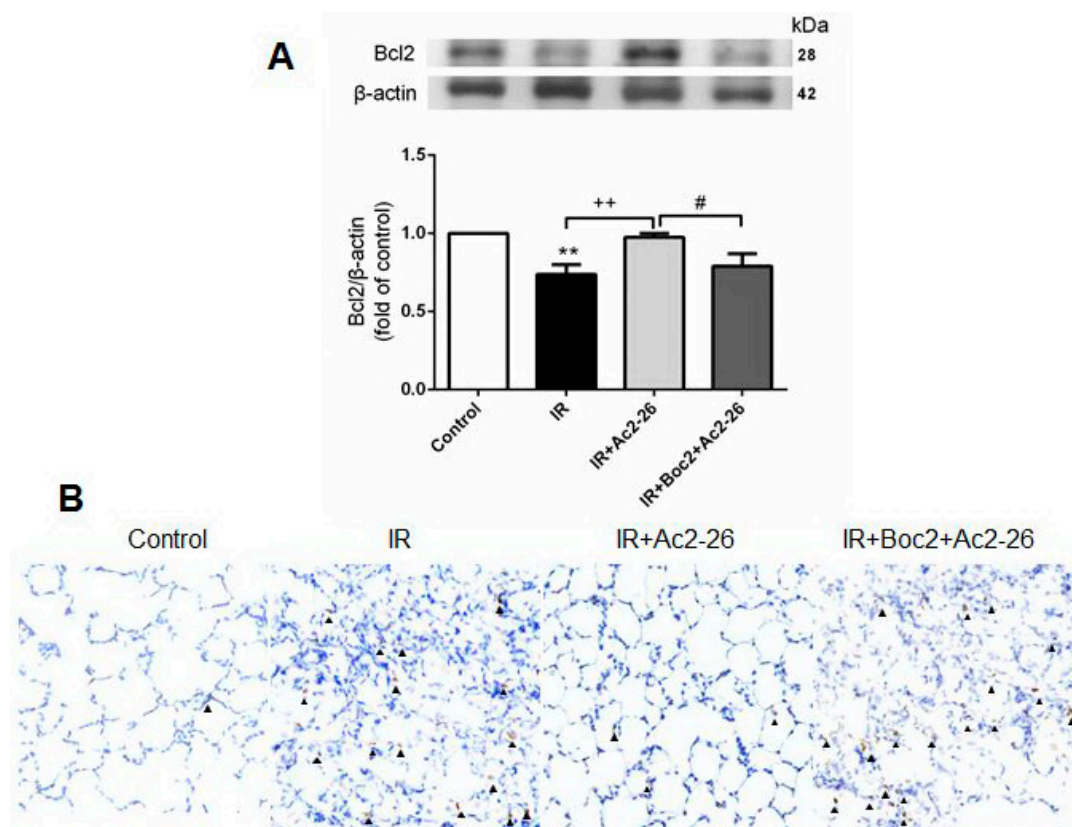 A
kDa
Bcl2
28
β-actin
42
Bcl2/β-actin
(fold of control)
1.5
1.0
0.5
0.0
**
++
#
Control
IR
IR+Ac2-26
IR+Boc2+Ac2-26
B
Control
IR
IR+Ac2-26
IR+Boc2+Ac2-26